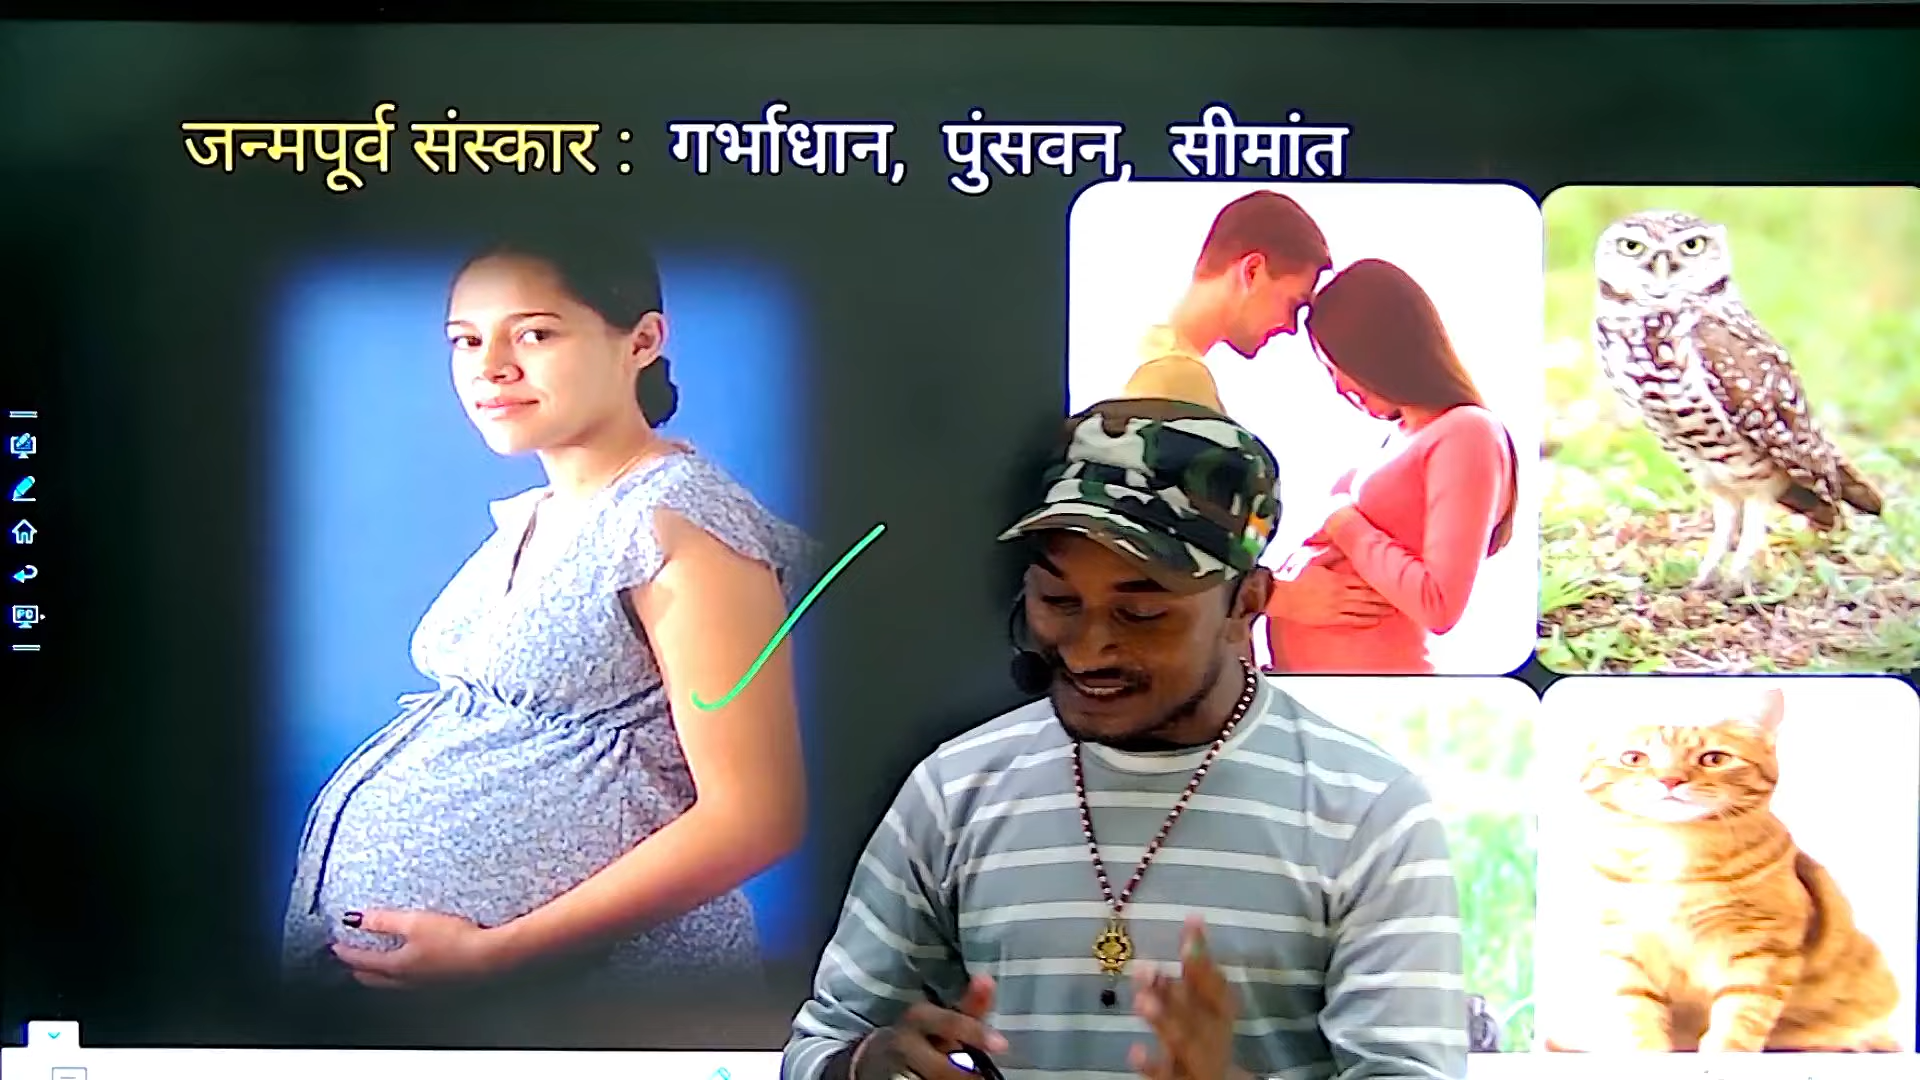 जन्मपूर्व संस्कार : गर्भाधान, पुंसवन, सीमांत